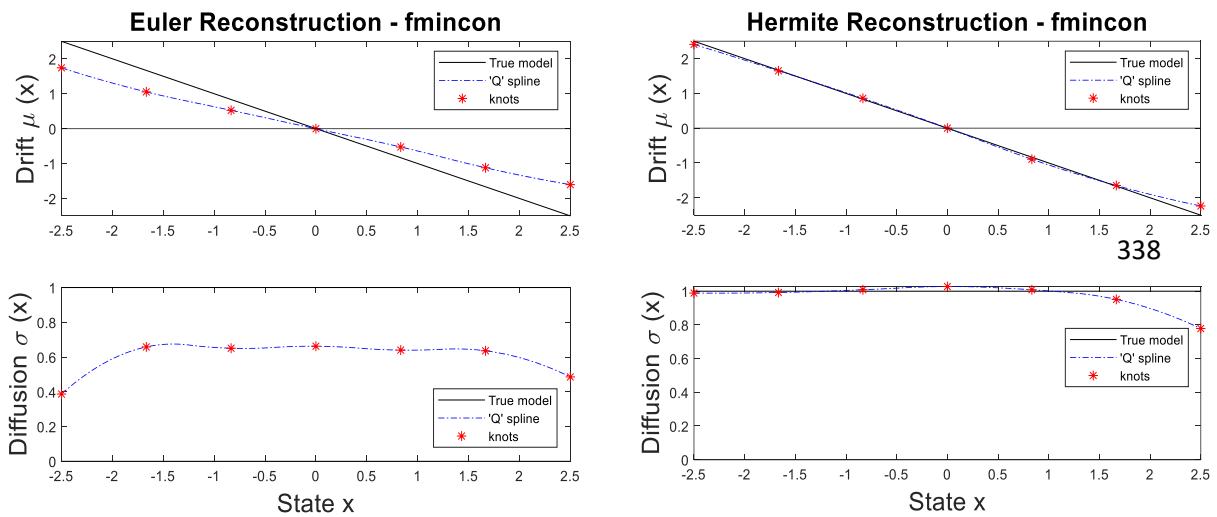 Euler Reconstruction - fmincon
Drift μ (x)
2
1
0
-1
-2
True model
'Q' spline
knots
-2.5 -2 -1.5 -1 -0.5 0 0.5 1 1.5 2 2.5
Hermite Reconstruction - fmincon
Drift μ (x)
2
1
0
-1
-2
True model
'Q' spline
knots
-2.5 -2 -1.5 -1 -0.5 0 0.5 1 1.5 2 2.5
338
Diffusion σ (x)
1
0.8
0.6
0.4
0.2
0
True model
'Q' spline
knots
-2.5 -2 -1.5 -1 -0.5 0 0.5 1 1.5 2 2.5
State x
Diffusion σ (x)
1
0.8
0.6
0.4
0.2
0
True model
'Q' spline
knots
-2.5 -2 -1.5 -1 -0.5 0 0.5 1 1.5 2 2.5
State x